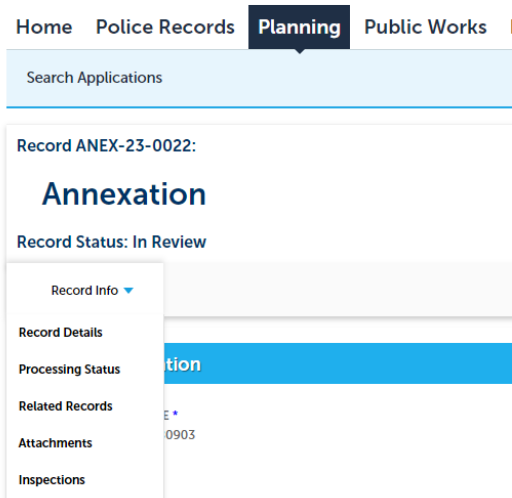 Home Police Records Planning Public Works
Search Applications
Record ANEX-23-0022:
Annexation
Record Status: In Review
Record Info
Record Details
Processing Status
Related Records
Attachments
Inspections
tion
E *
0903